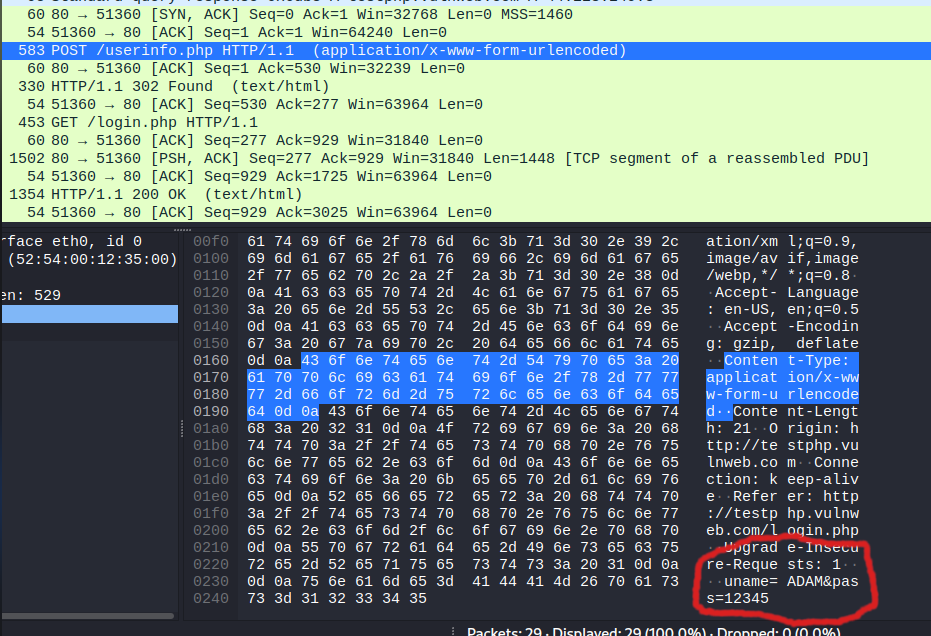 60 80 → 51360 [SYN, ACK] Seq=0 Ack=1 Win=32768 Len=0 MSS=1460
54 51360 → 80 [ACK] Seq=1 Ack=1 Win=64240 Len=0
583 POST /userinfo.php HTTP/1.1  (application/x-www-form-urlencoded)
60 80 → 51360 [ACK] Seq=1 Ack=530 Win=32239 Len=0
330 HTTP/1.1 302 Found  (text/html)
54 51360 → 80 [ACK] Seq=530 Ack=277 Win=63964 Len=0
453 GET /login.php HTTP/1.1
60 80 → 51360 [ACK] Seq=277 Ack=929 Win=31840 Len=0
1502 80 → 51360 [PSH, ACK] Seq=277 Ack=929 Win=31840 Len=1448 [TCP segment of a reassembled PDU]
54 51360 → 80 [ACK] Seq=929 Ack=1725 Win=63964 Len=0
1354 HTTP/1.1 200 OK  (text/html)
54 51360 → 80 [ACK] Seq=929 Ack=3025 Win=63964 Len=0
rface eth0, id 0
(52:54:00:12:35:00)
en: 529
00f0 61 74 69 6f 6e 2f 78 6d 6c 3b 71 3d 30 2e 39 2c ation/xm l;q=0.9,
0100 69 6d 61 67 65 2f 61 76 69 66 2c 69 6d 61 67 65 image/av if,image
0110 2f 77 65 62 70 2c 2a 2f 2a 3b 71 3d 30 2e 38 0d /webp,*/ *;q=0.8·
0120 0a 41 63 63 65 70 74 2d 4c 61 6e 67 75 61 67 65 ·Accept- Language
0130 3a 20 65 6e 2d 55 53 2c 65 6e 3b 71 3d 30 2e 35 : en-US, en;q=0.5
0140 0d 0a 41 63 63 65 70 74 2d 45 6e 63 6f 64 69 6e ··Accept -Encodin
0150 67 3a 20 67 7a 69 70 2c 20 64 65 66 6c 61 74 65 g: gzip,  deflate
0160 0d 0a 43 6f 6e 74 65 6e 74 2d 54 79 70 65 3a 20 ··Conten t-Type:
0170 61 70 70 6c 69 63 61 74 69 6f 6e 2f 78 2d 77 77 applicat ion/x-ww
0180 77 2d 66 6f 72 6d 2d 75 72 6c 65 6e 63 6f 64 65 w-form-u rlencode
0190 64 0d 0a 43 6f 6e 74 65 6e 74 2d 4c 65 6e 67 74 d··Conte nt-Lengt
01a0 68 3a 20 32 31 0d 0a 4f 72 69 67 69 6e 3a 20 68 h: 21··O rigin: h
01b0 74 74 70 3a 2f 2f 74 65 73 74 70 68 70 2e 76 75 ttp://te stphp.vu
01c0 6c 6e 77 65 62 2e 63 6f 6d 0d 0a 43 6f 6e 6e 65 lnweb.co m··Conne
01d0 63 74 69 6f 6e 3a 20 6b 65 65 70 2d 61 6c 69 76 ction: k eep-aliv
01e0 65 0d 0a 52 65 66 65 72 65 72 3a 20 68 74 74 70 e··Refer er: http
01f0 3a 2f 2f 74 65 73 74 70 68 70 2e 76 75 6c 6e 77 ://testp hp.vulnw
0200 65 62 2e 63 6f 6d 2f 6c 6f 67 69 6e 2e 70 68 70 eb.com/l ogin.php
0210 0d 0a 55 70 67 72 61 64 65 2d 49 6e 73 65 63 75 ··Upgrad e-Insecu
0220 72 65 2d 52 65 71 75 65 73 74 73 3a 20 31 0d 0a re-Reque sts: 1··
0230 0d 0a 75 6e 61 6d 65 3d 41 44 41 4d 26 70 61 73 ··uname= ADAM&pas
0240 73 3d 31 32 33 34 35 s=12345
Packets: 29 · Displayed: 29 (100.0%) · Dropped: 0 (0.0%)